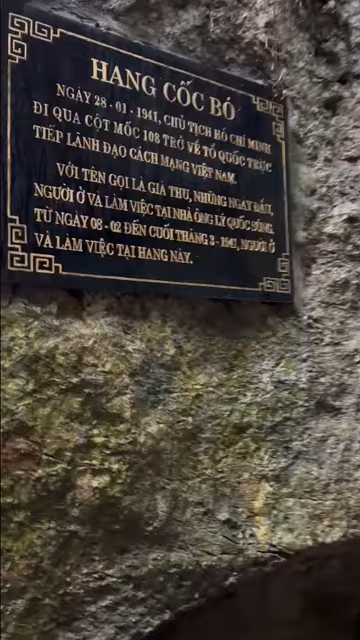 HANG CỐC BÓ
NGÀY 28 - 01 - 1941, CHỦ TỊCH HỒ CHÍ MINH
ĐI QUA CỘT MỐC 108 TRỞ VỀ TỔ QUỐC TRỰC
TIẾP LÃNH ĐẠO CÁCH MẠNG VIỆT NAM.
VỚI TÊN GỌI LÀ GIÀ THU, NHỮNG NGÀY ĐẦU,
NGƯỜI Ở VÀ LÀM VIỆC TẠI NHÀ ÔNG LÝ QUỐC SÚNG.
TỪ NGÀY 08 - 02 ĐẾN CUỐI THÁNG 3 - 1941, NGƯỜI Ở
VÀ LÀM VIỆC TẠI HANG NÀY.